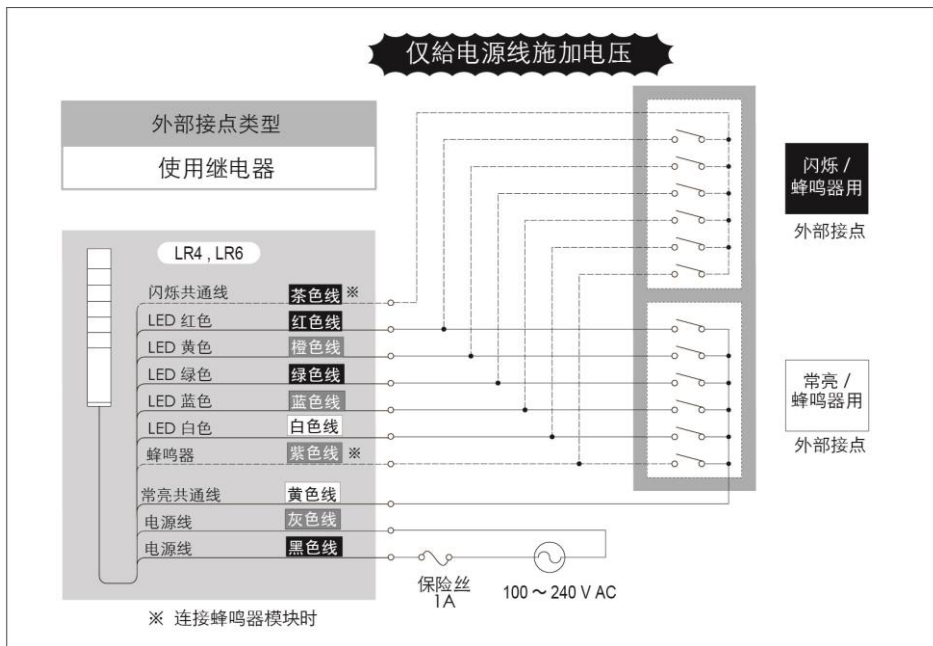 仅給电源线施加电压
外部接点类型
使用继电器
闪烁 /
蜂鸣器用
外部接点
LR4 , LR6
闪烁共通线 茶色线 ※
LED 红色 红色线
LED 黄色 橙色线
LED 绿色 绿色线
LED 蓝色 蓝色线
LED 白色 白色线
蜂鸣器 紫色线 ※
常亮共通线 黄色线
电源线 灰色线
电源线 黑色线
常亮 /
蜂鸣器用
外部接点
保险丝
1A
100 ～ 240 V AC
※ 连接蜂鸣器模块时